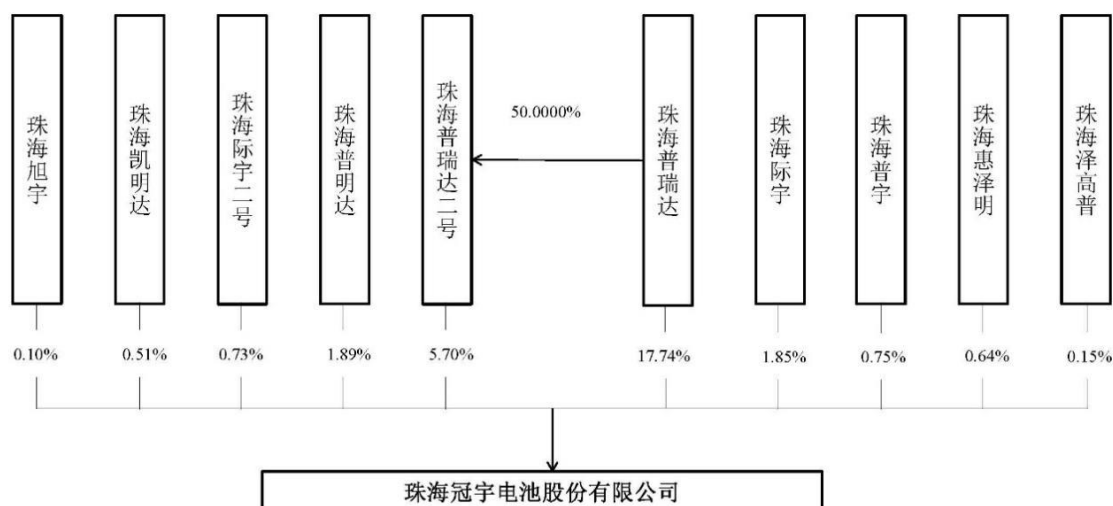 珠海旭宇
珠海凯明达
珠海际宇二号
珠海普明达
珠海普瑞达二号
50.0000%
珠海普瑞达
珠海际宇
珠海普宇
珠海惠泽明
珠海泽高普
0.10%
0.51%
0.73%
1.89%
5.70%
17.74%
1.85%
0.75%
0.64%
0.15%
珠海冠宇电池股份有限公司